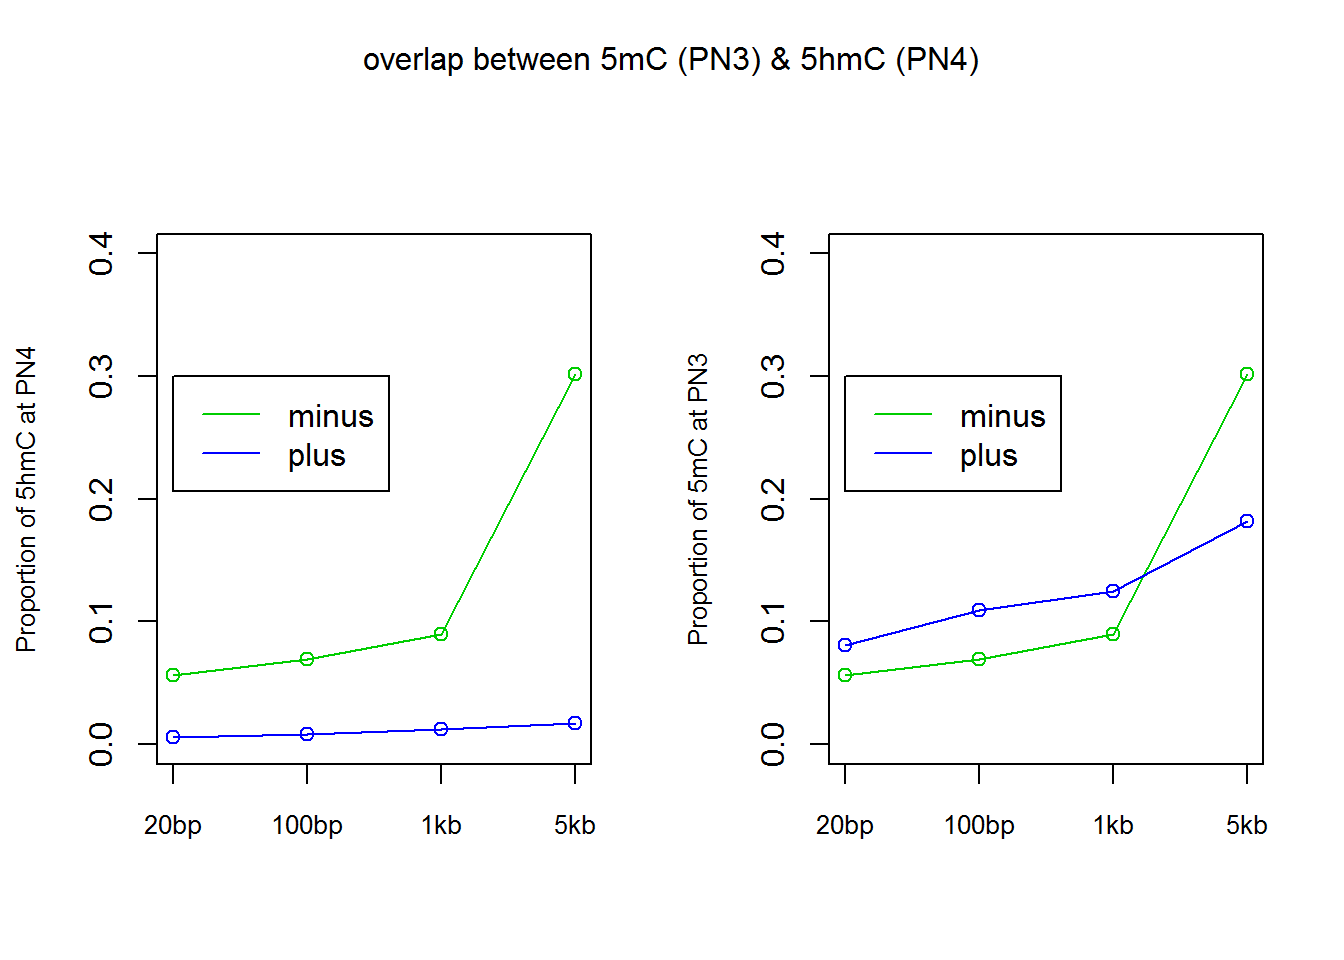 overlap between 5mC (PN3) & 5hmC (PN4)
Proportion of 5hmC at PN4
0.4
0.3
0.2
0.1
0.0
minus
plus
20bp 100bp 1kb 5kb
Proportion of 5mC at PN3
0.4
0.3
0.2
0.1
0.0
minus
plus
20bp 100bp 1kb 5kb